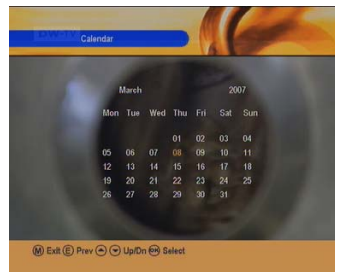 DW-TV
Calendar
March 2007
Mon Tue Wed Thu Fri Sat Sun
01 02 03 04
05 06 07 08 09 10 11
12 13 14 15 16 17 18
19 20 21 22 23 24 25
26 27 28 29 30 31
M Exit E Prev Up/Dn OK Select